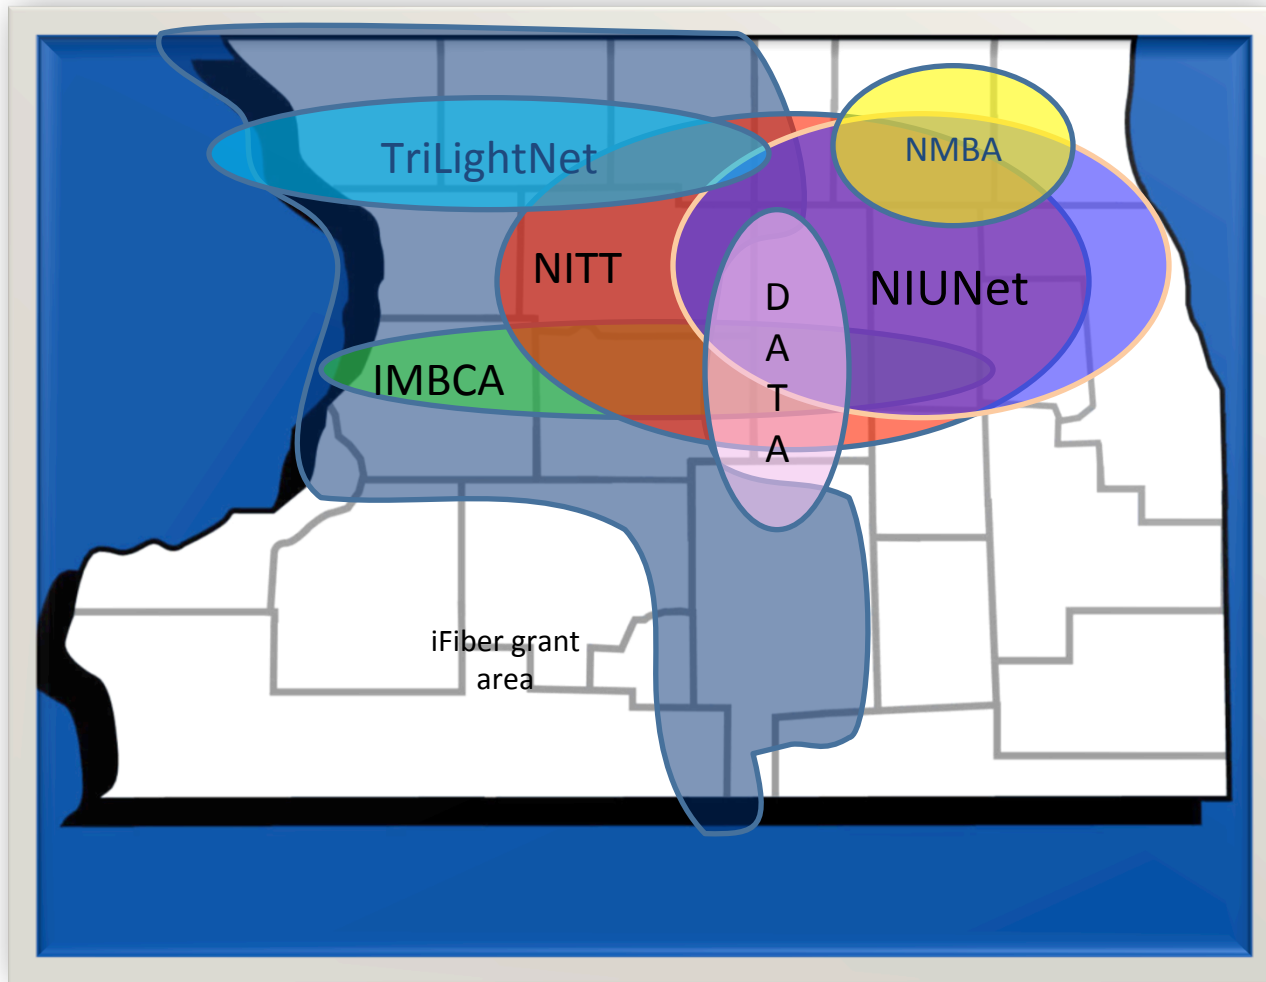 TriLightNet
NMBA
NITT
NIUNet
D
A
T
A
IMBCA
iFiber grant
area